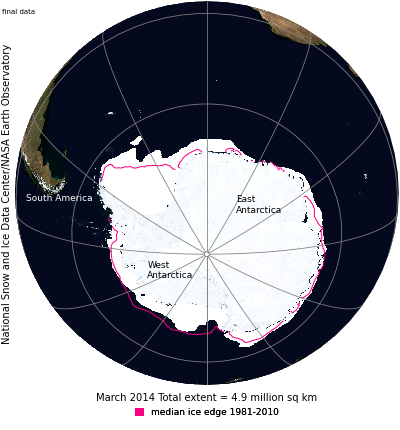 final data
National Snow and Ice Data Center/NASA Earth Observatory
South America
East
Antarctica
West
Antarctica
March 2014 Total extent = 4.9 million sq km
median ice edge 1981-2010